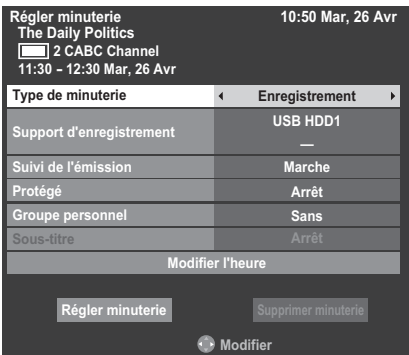 Régler minuterie 10:50 Mar, 26 Avr
The Daily Politics
2 CABC Channel
11:30 - 12:30 Mar, 26 Avr
Type de minuterie Enregistrement
Support d'enregistrement USB HDD1
—
Suivi de l'émission Marche
Protégé Arrêt
Groupe personnel Sans
Sous-titre Arrêt
Modifier l'heure
Régler minuterie Supprimer minuterie
Modifier